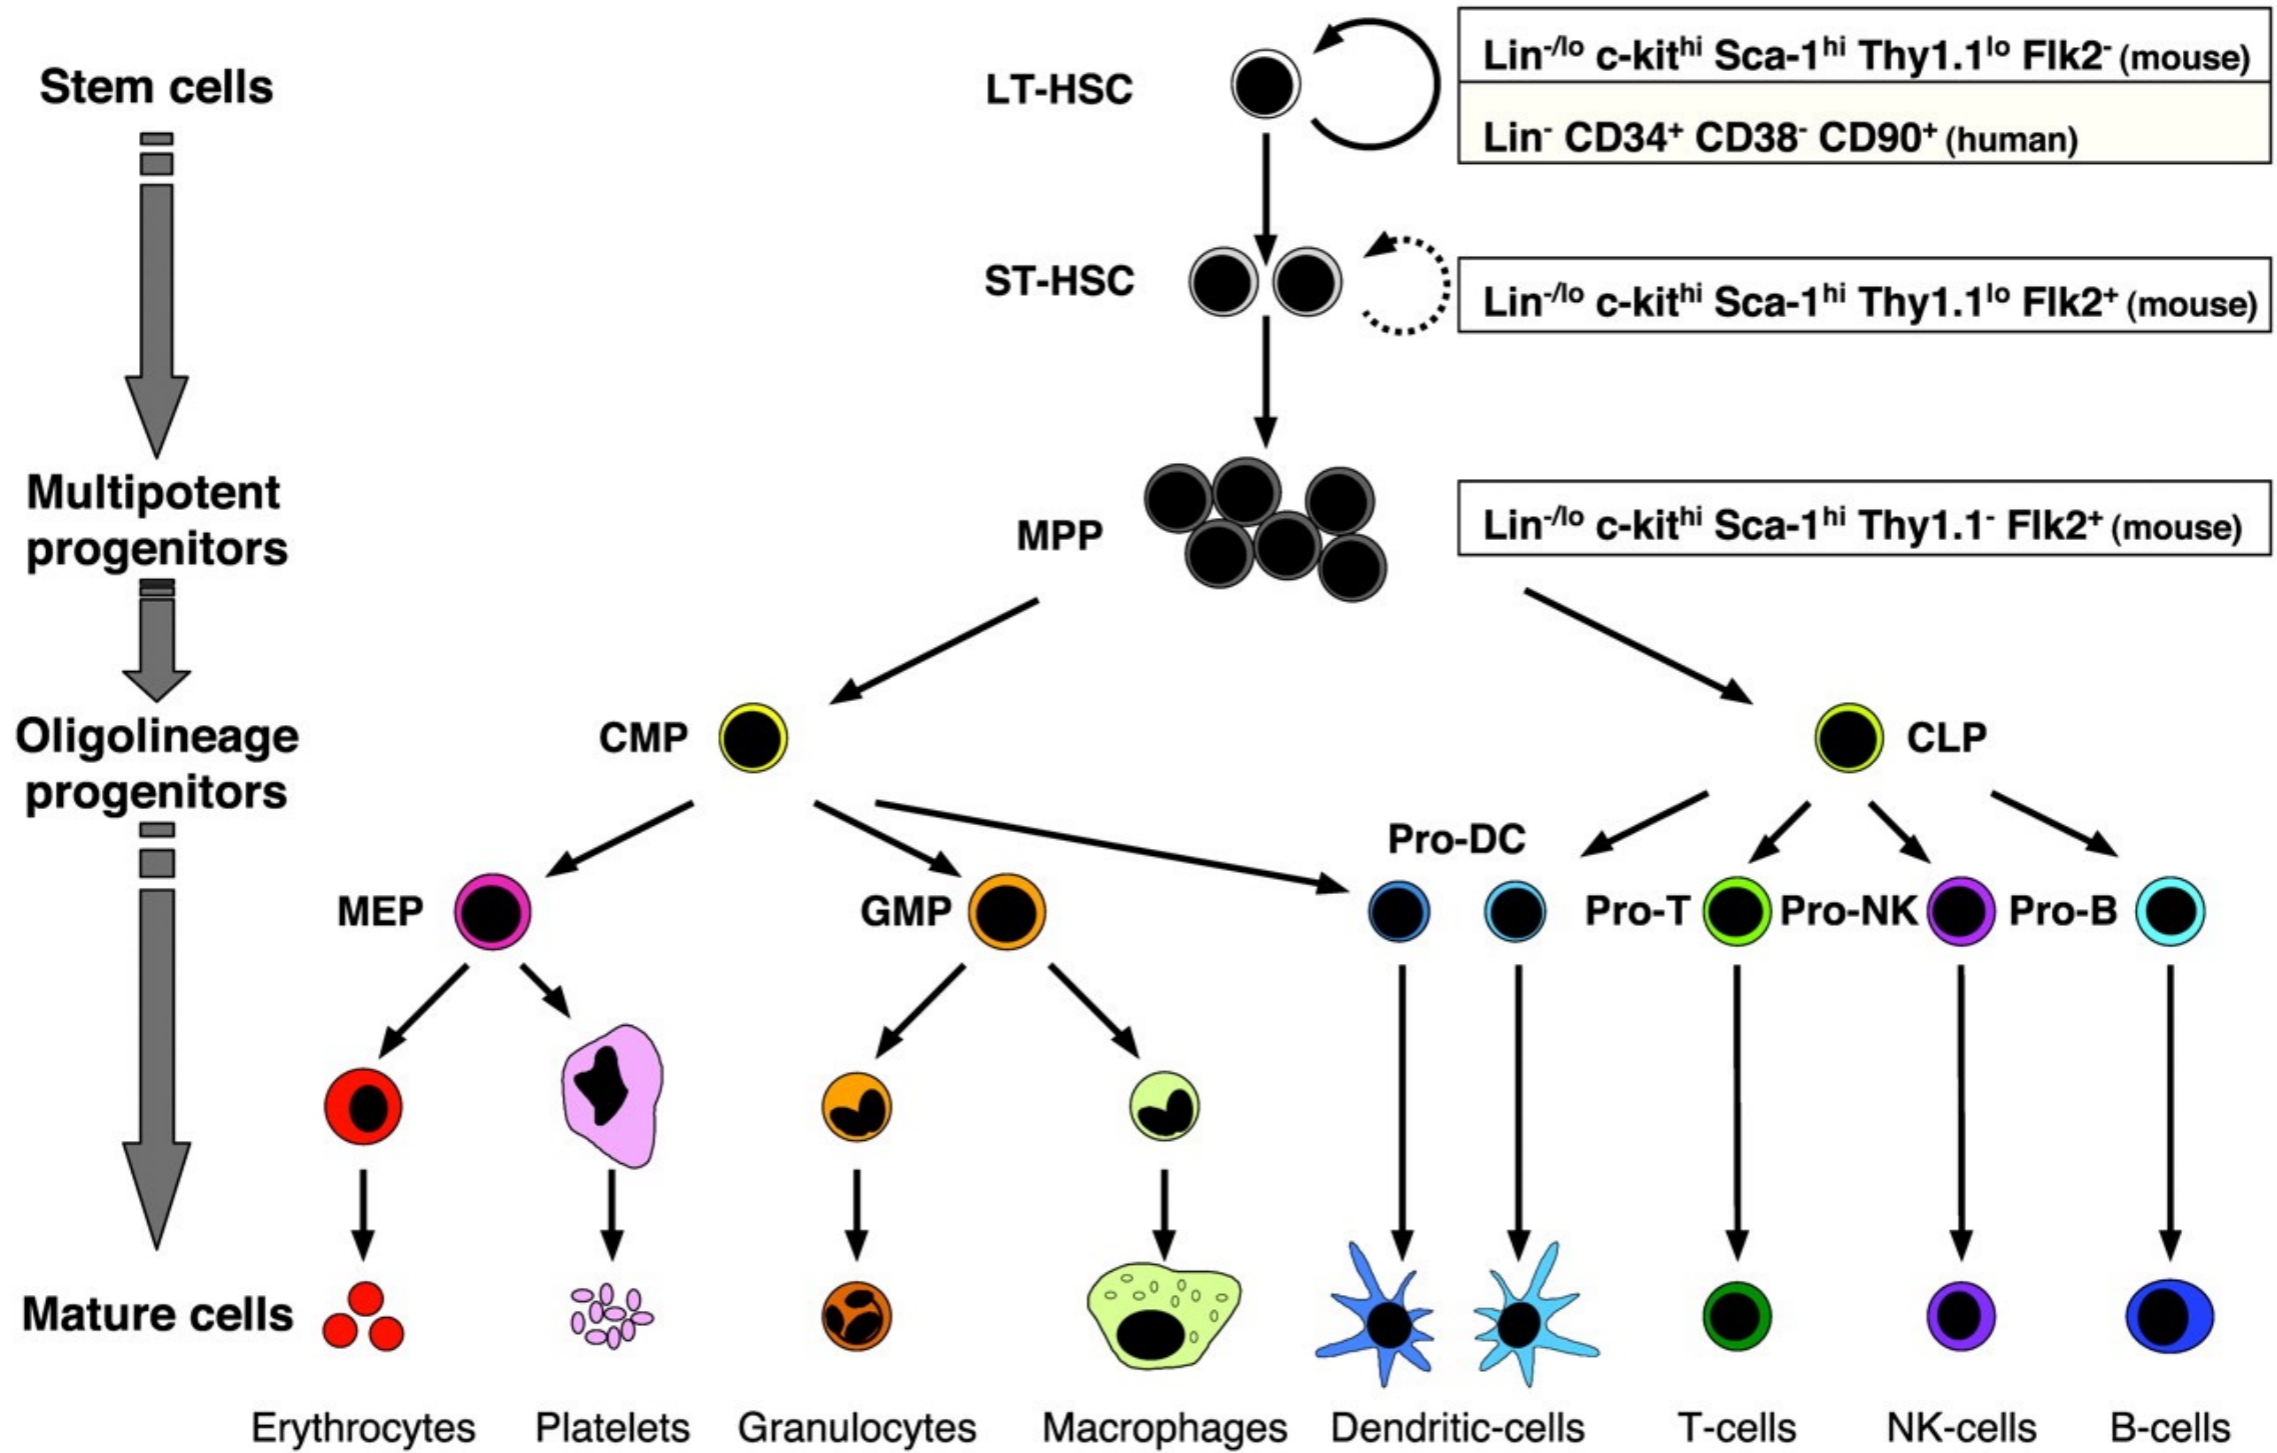 Stem cells
LT-HSC
Lin⁻/ˡᵒ c-kitʰⁱ Sca-1ʰⁱ Thy1.1ˡᵒ Flk2⁻ (mouse)
Lin⁻ CD34⁺ CD38⁻ CD90⁺ (human)
ST-HSC
Lin⁻/ˡᵒ c-kitʰⁱ Sca-1ʰⁱ Thy1.1ˡᵒ Flk2⁺ (mouse)
Multipotent
progenitors
MPP
Lin⁻/ˡᵒ c-kitʰⁱ Sca-1ʰⁱ Thy1.1⁻ Flk2⁺ (mouse)
Oligolineage
progenitors
CMP
CLP
Pro-DC
MEP
GMP
Pro-T
Pro-NK
Pro-B
Mature cells
Erythrocytes
Platelets
Granulocytes
Macrophages
Dendritic-cells
T-cells
NK-cells
B-cells